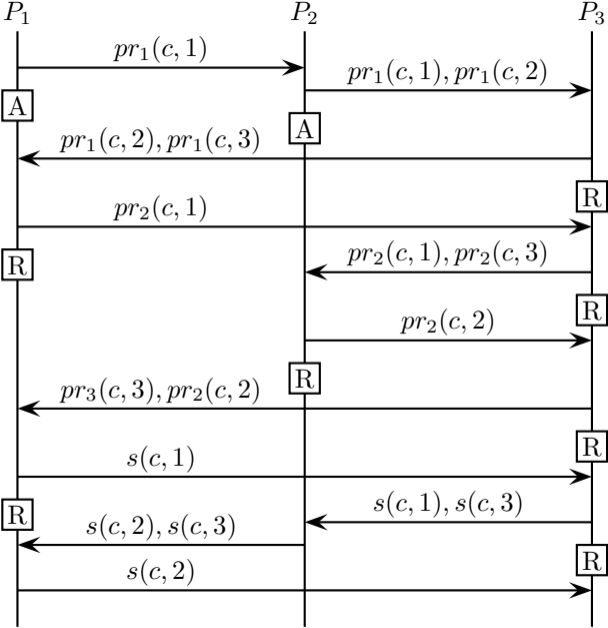 P₁ P₂ P₃
pr₁(c, 1)
pr₁(c, 1), pr₁(c, 2)
A
A
pr₁(c, 2), pr₁(c, 3)
R
pr₂(c, 1)
R
pr₂(c, 1), pr₂(c, 3)
R
pr₂(c, 2)
R
pr₃(c, 3), pr₂(c, 2)
R
s(c, 1)
R
s(c, 1), s(c, 3)
s(c, 2), s(c, 3)
R
s(c, 2)